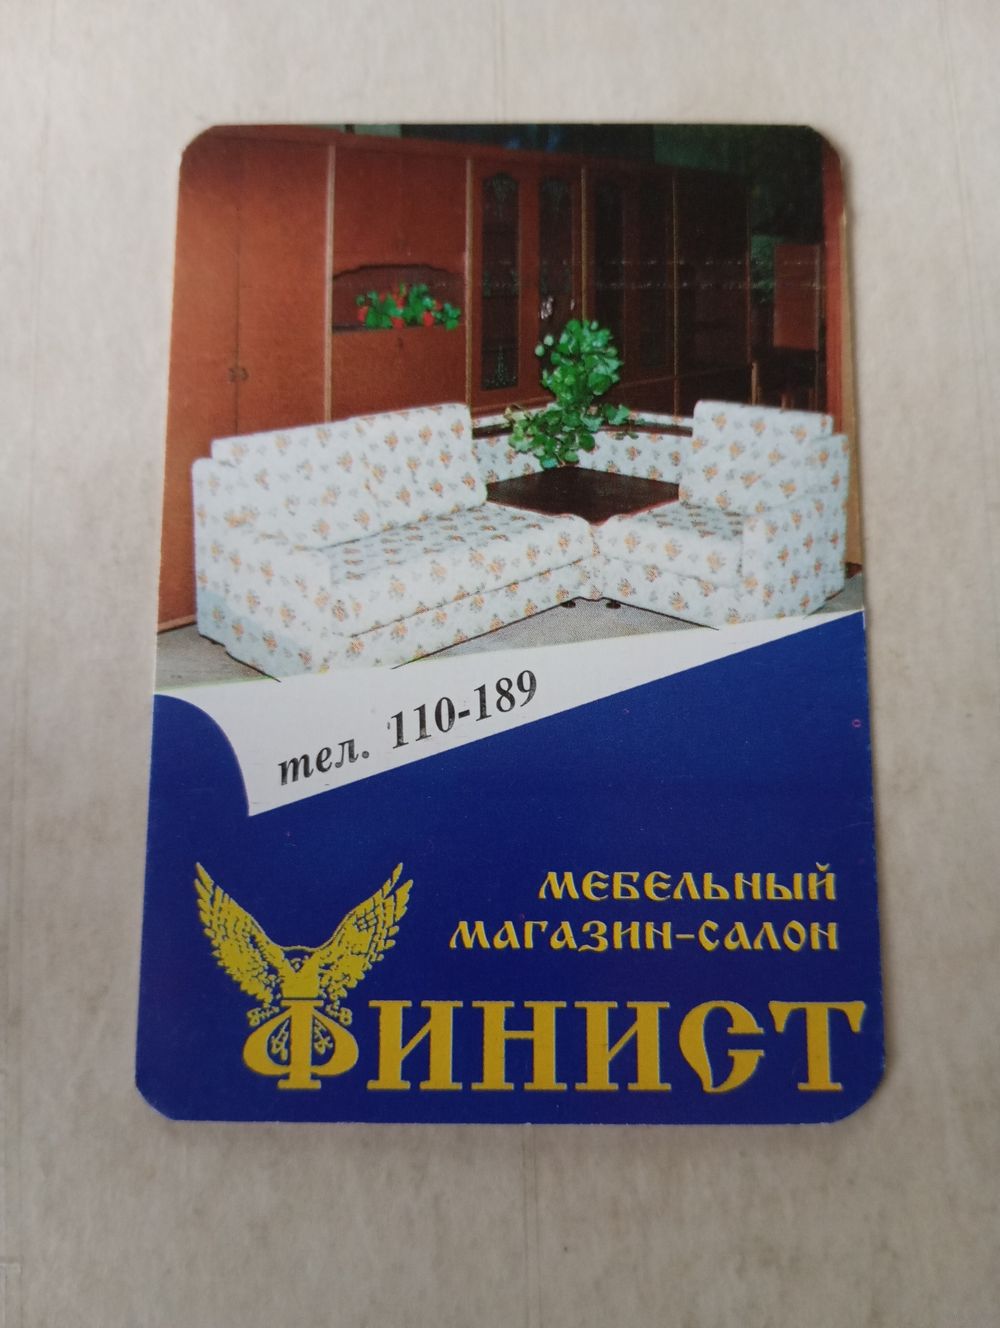 тел. 110-189
МЕБЕЛЬНЫЙ
МАГАЗИН-САЛОН
ФИНИСТ